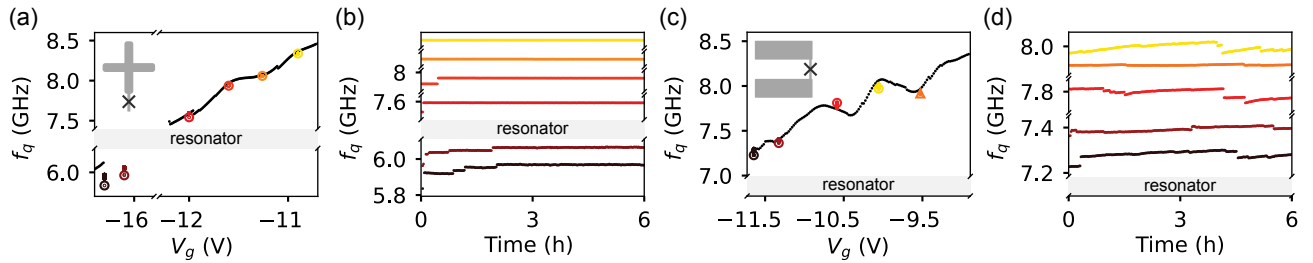 (a)
8.5
8.0
7.5
6.0
f_q (GHz)
resonator
−16
−12
−11
V_g (V)
(b)
8
7.6
6.0
5.8
f_q (GHz)
resonator
0
3
6
Time (h)
(c)
8.5
8.0
7.5
7.0
f_q (GHz)
resonator
−11.5
−10.5
−9.5
V_g (V)
(d)
8.0
7.8
7.4
7.2
f_q (GHz)
0
3
6
Time (h)